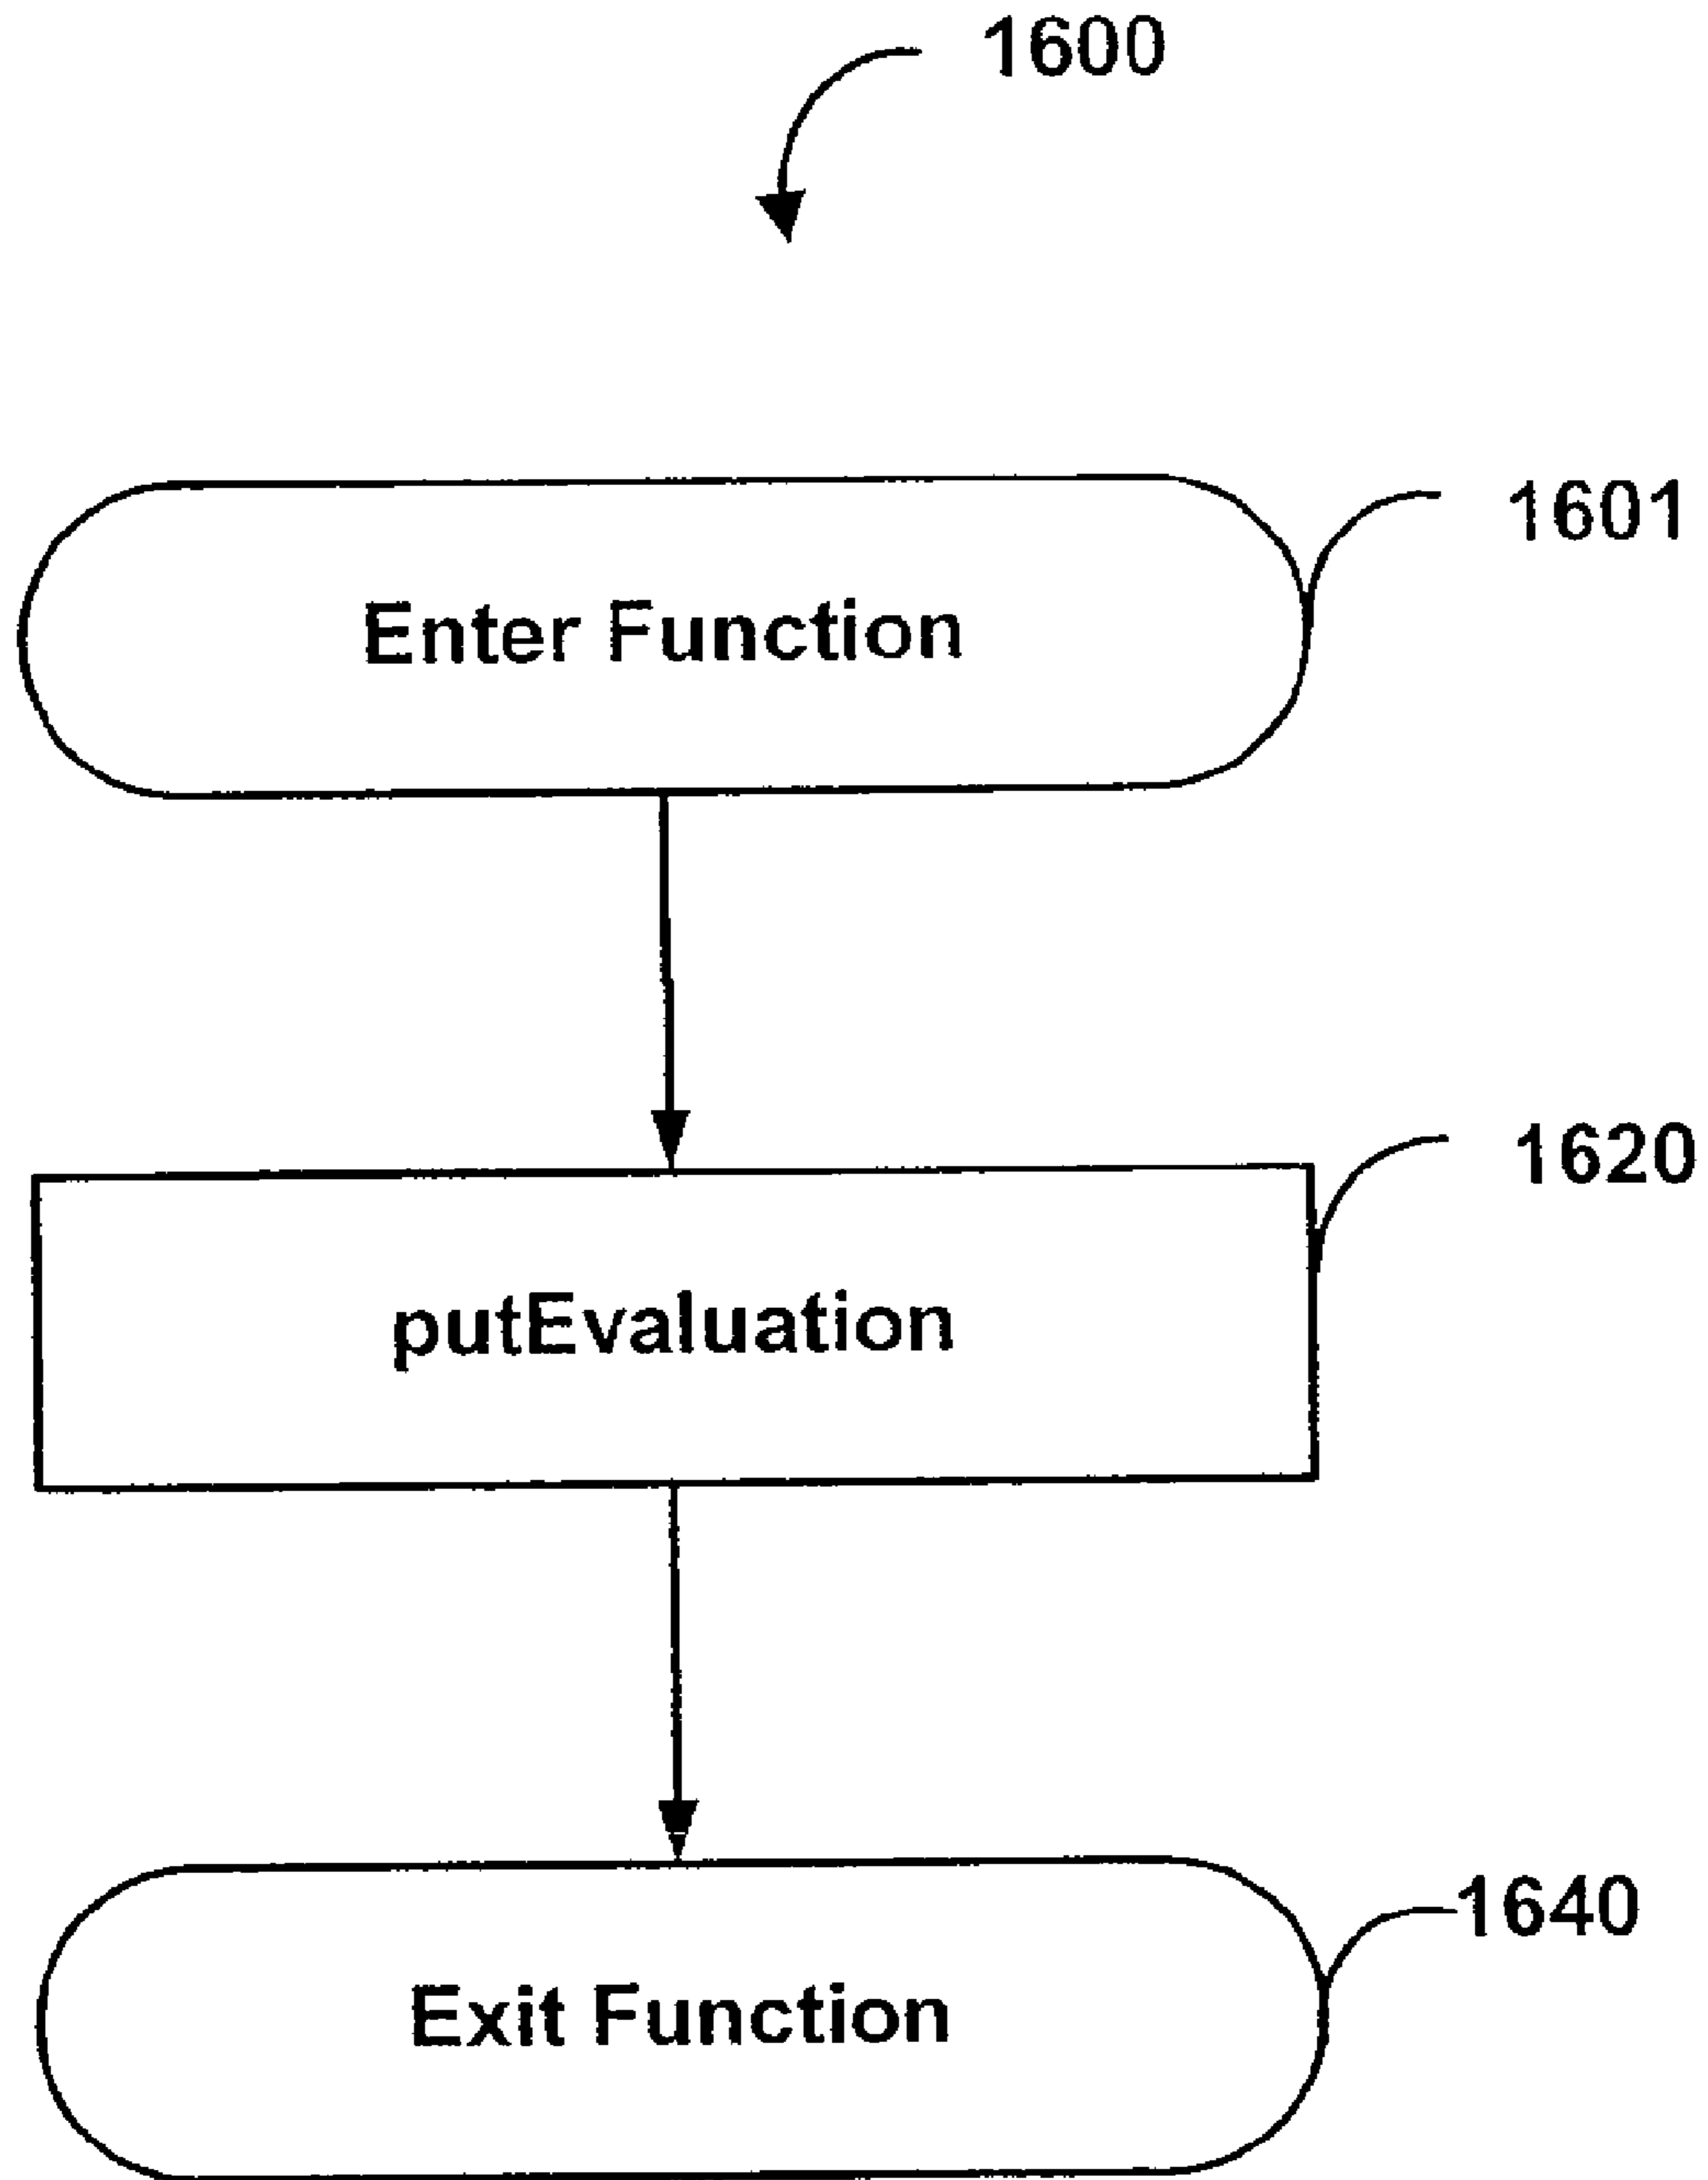 1600
1601
Enter Function
1620
putEvaluation
1640
Exit Function